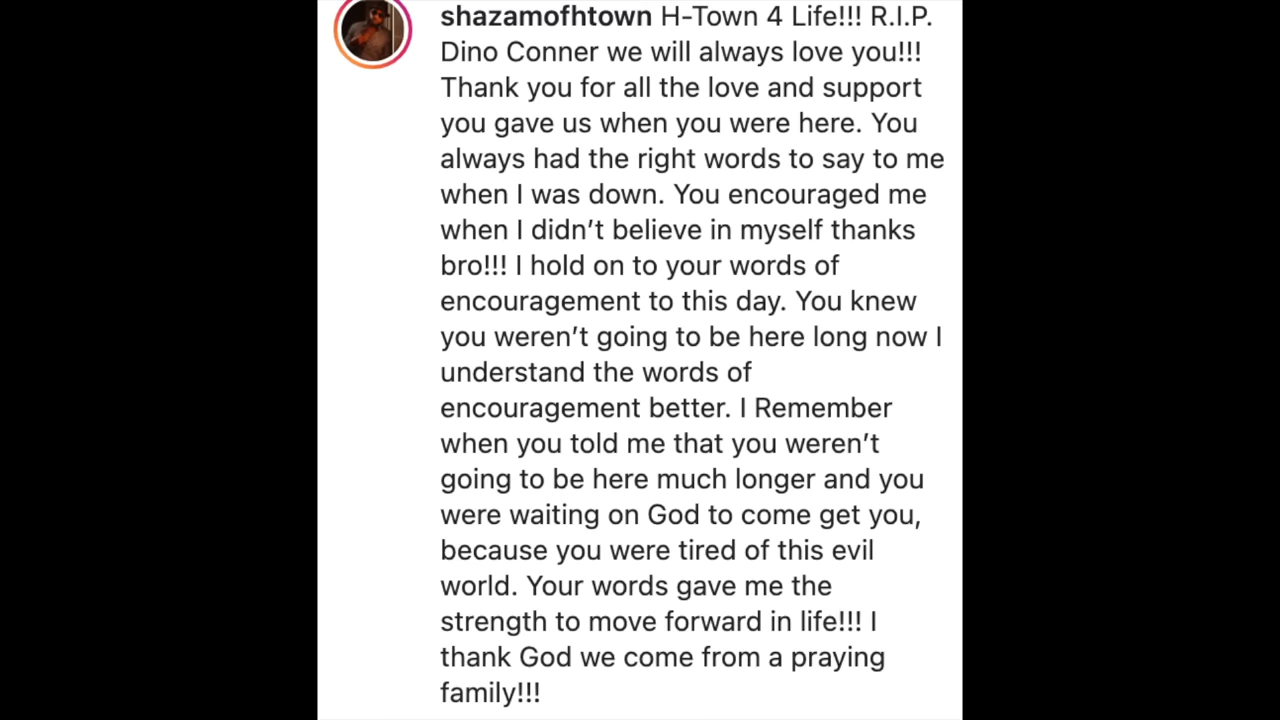 shazamofhtown H-Town 4 Life!!! R.I.P.
Dino Conner we will always love you!!!
Thank you for all the love and support
you gave us when you were here. You
always had the right words to say to me
when I was down. You encouraged me
when I didn’t believe in myself thanks
bro!!! I hold on to your words of
encouragement to this day. You knew
you weren’t going to be here long now I
understand the words of
encouragement better. I Remember
when you told me that you weren’t
going to be here much longer and you
were waiting on God to come get you,
because you were tired of this evil
world. Your words gave me the
strength to move forward in life!!! I
thank God we come from a praying
family!!!